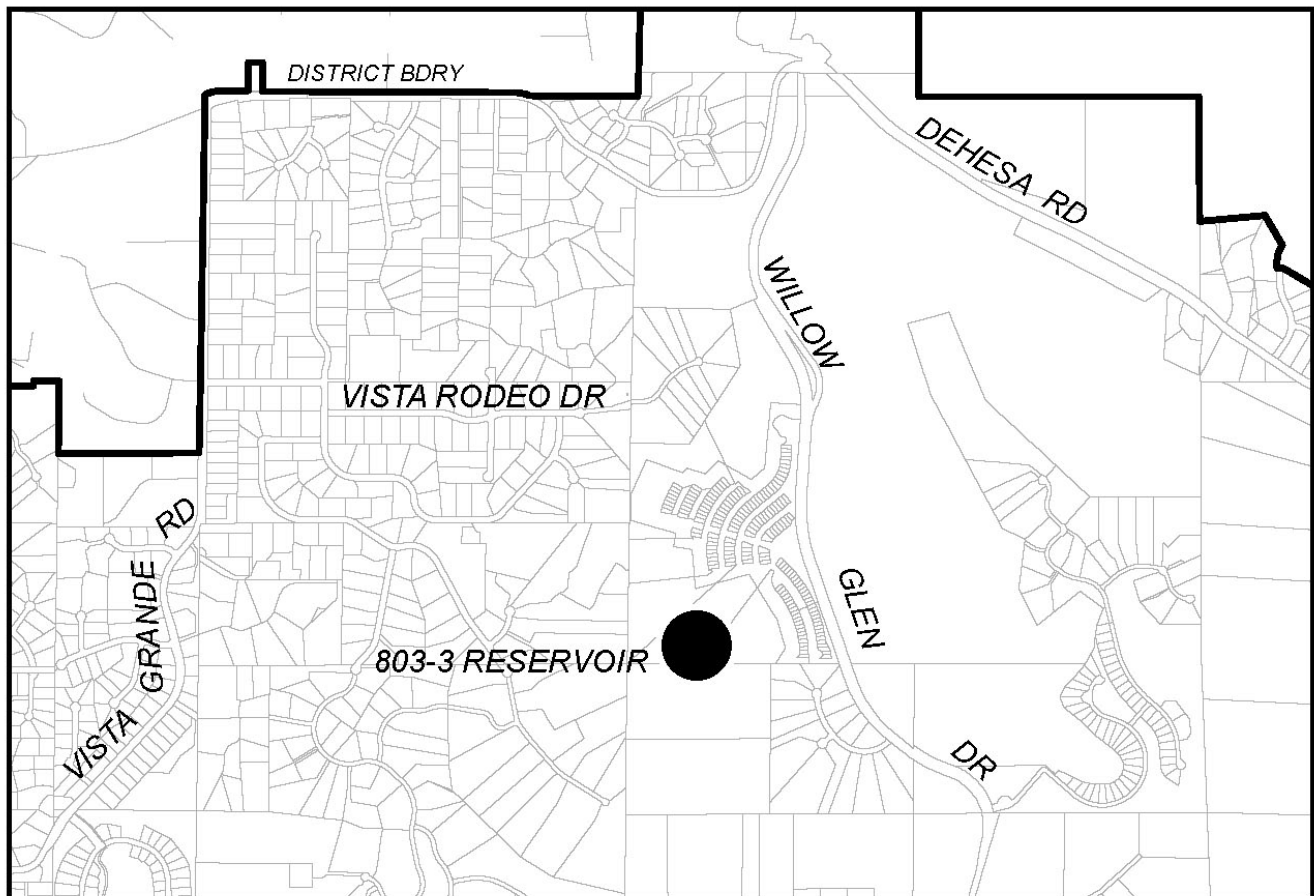 DISTRICT BDRY
DEHESA RD
WILLOW
VISTA RODEO DR
RD
GRANDE
VISTA
GLEN
803-3 RESERVOIR
DR